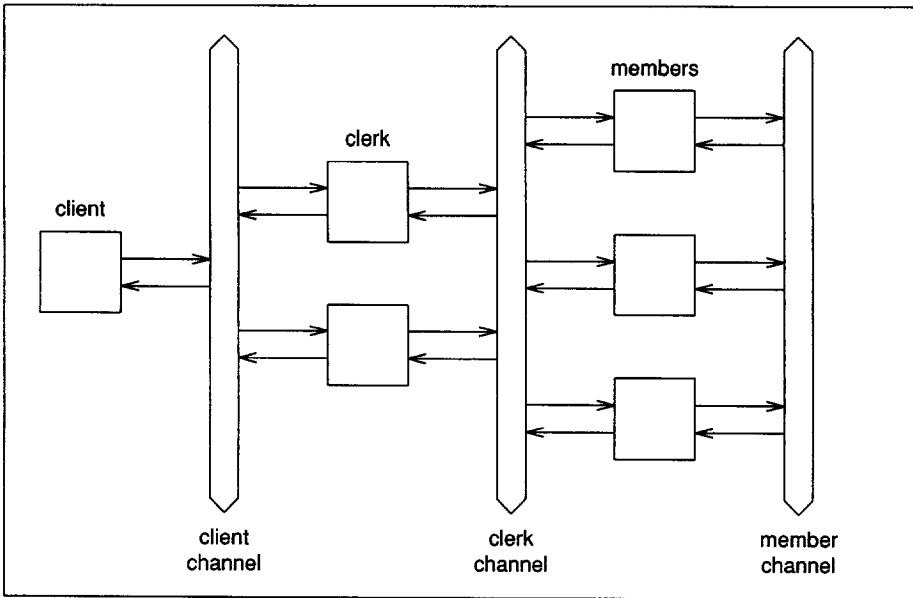 members
clerk
client
client
channel
clerk
channel
member
channel